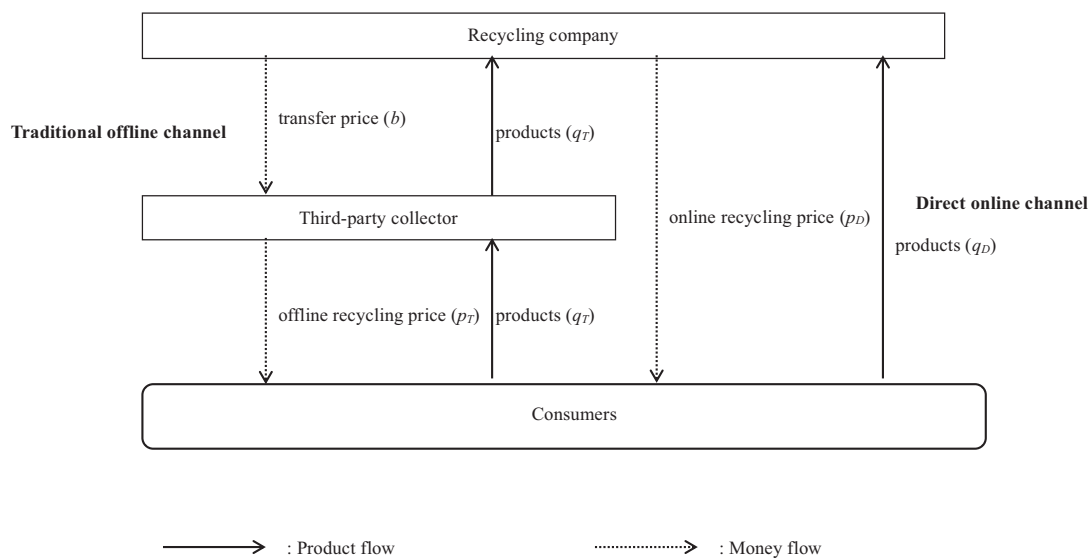 Recycling company
Traditional offline channel
transfer price (b)
products (qT)
Third-party collector
online recycling price (pD)
Direct online channel
products (qD)
offline recycling price (pT)
products (qT)
Consumers
: Product flow
: Money flow